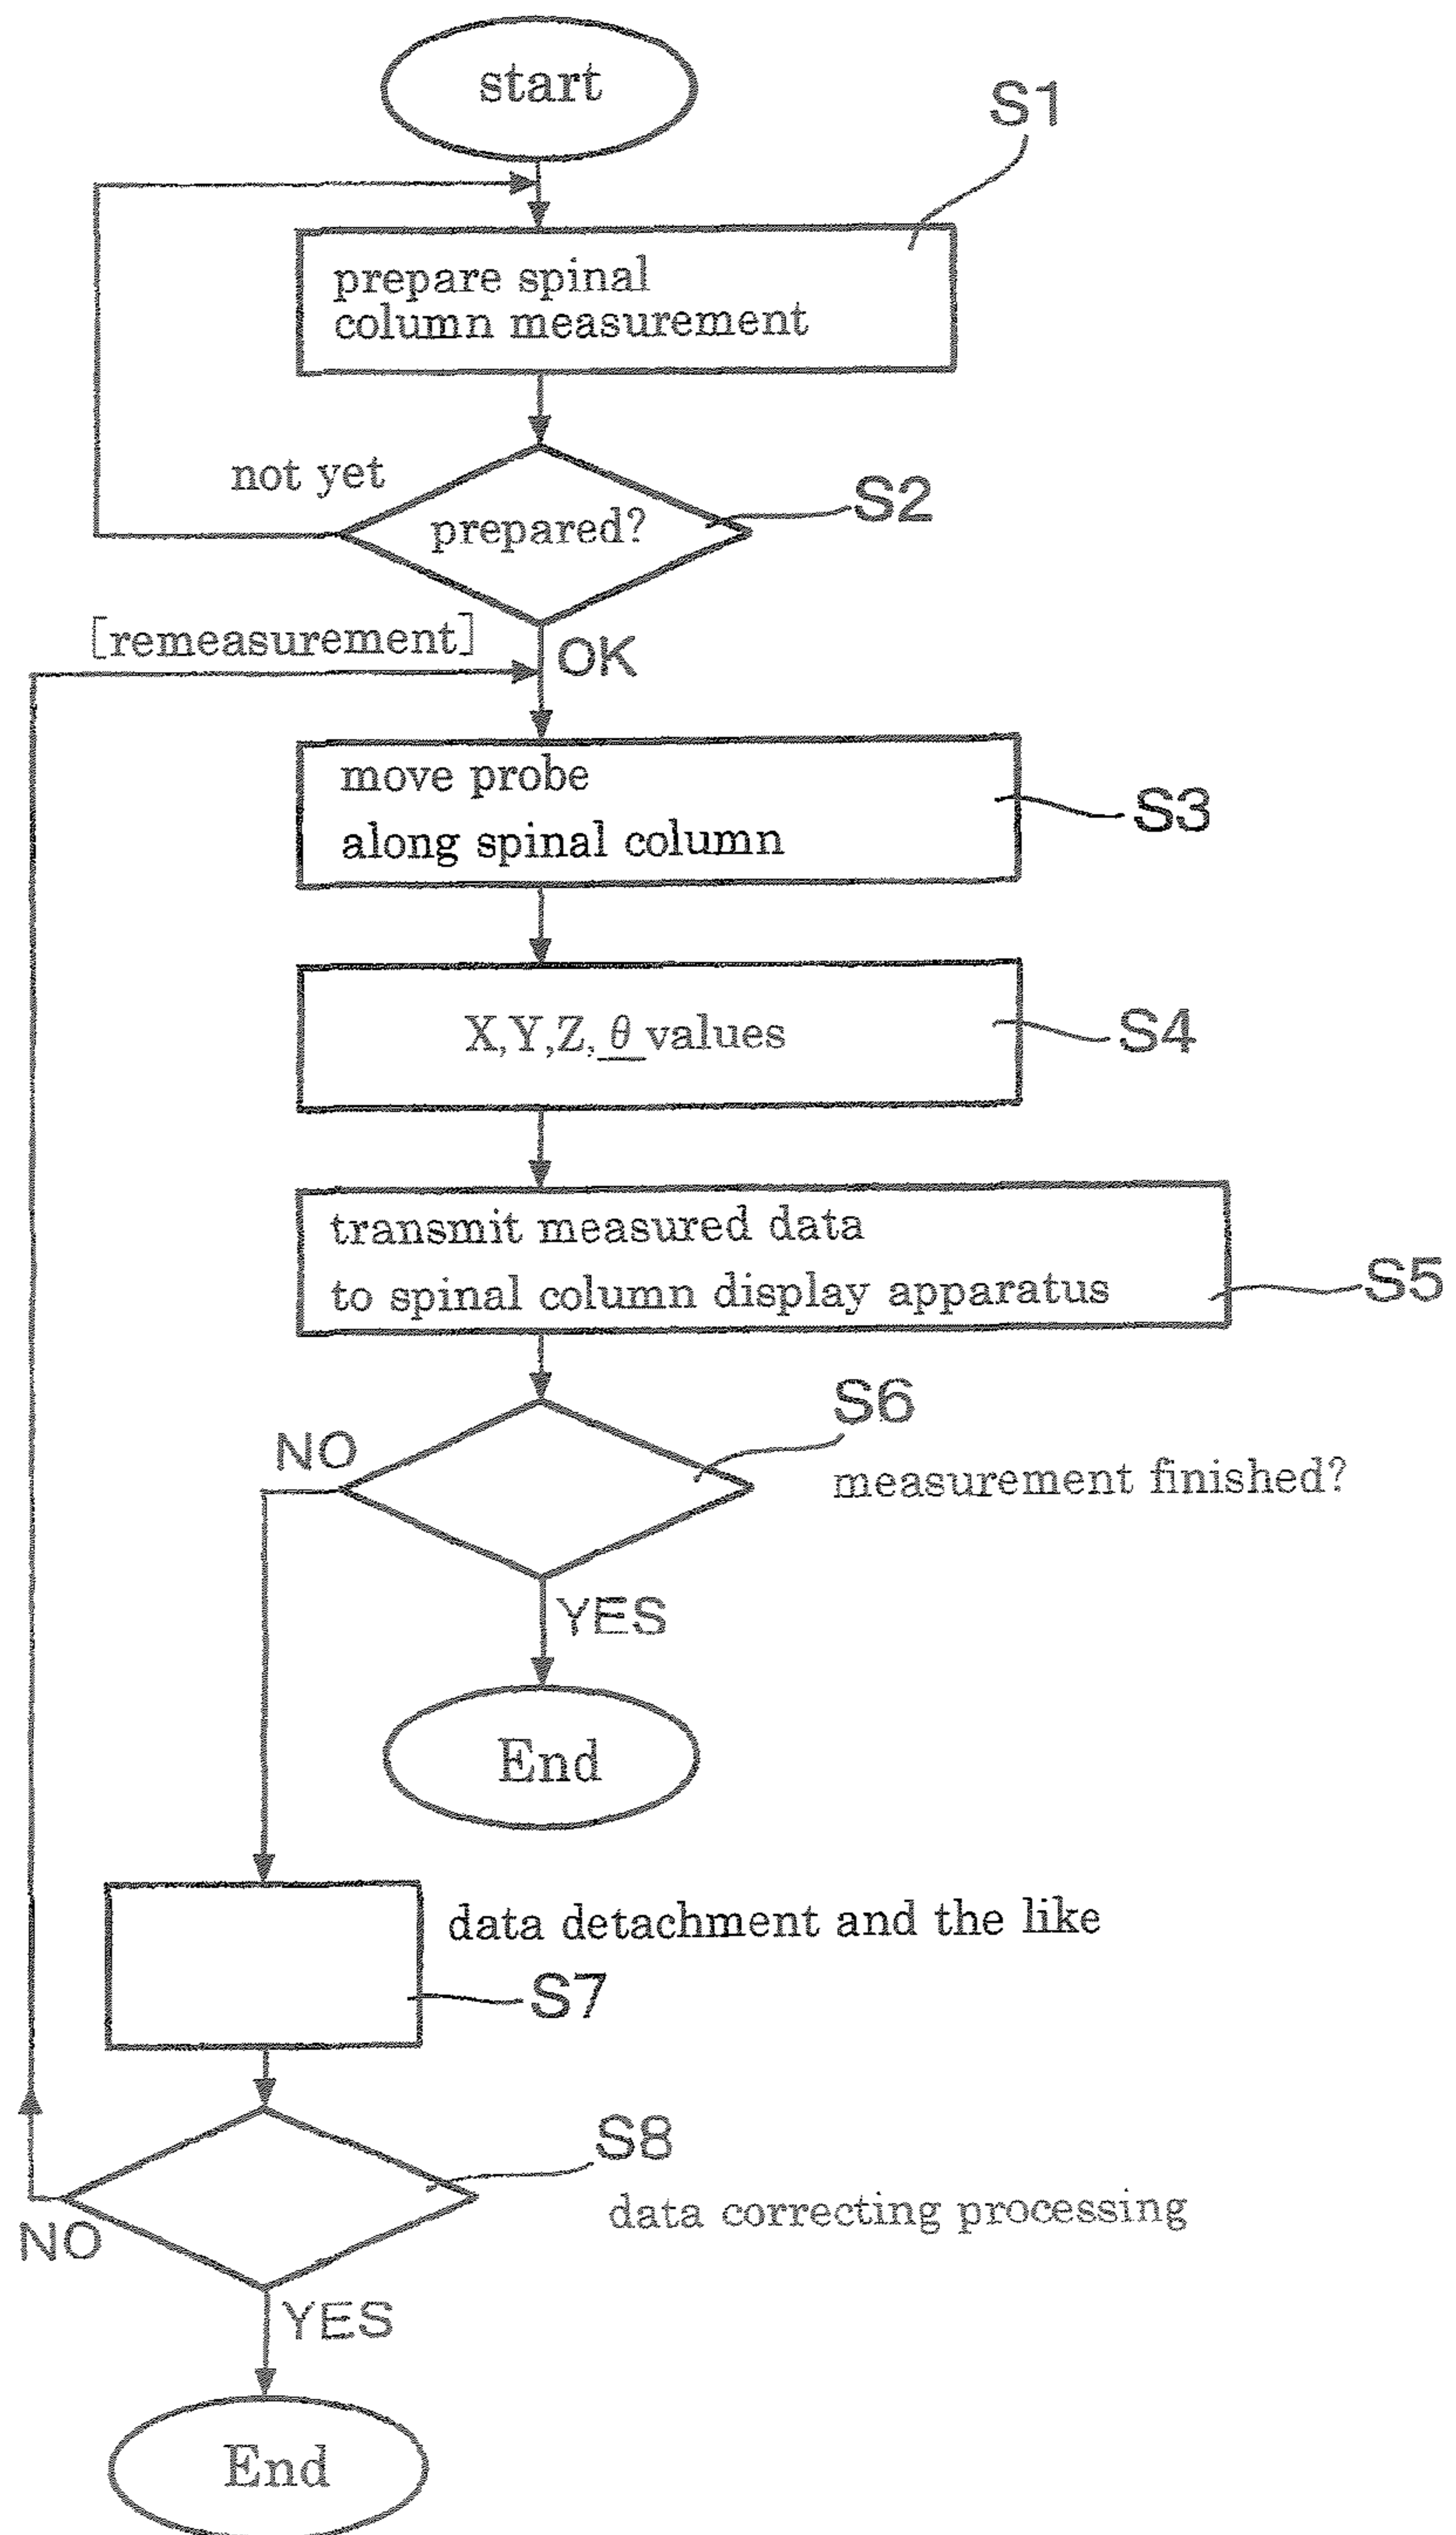 start
S1
prepare spinal
column measurement
not yet
prepared?
S2
[remeasurement]
OK
move probe
along spinal column
S3
X,Y,Z, θ values
S4
transmit measured data
to spinal column display apparatus
S5
S6
NO
measurement finished?
YES
End
data detachment and the like
S7
S8
data correcting processing
NO
YES
End